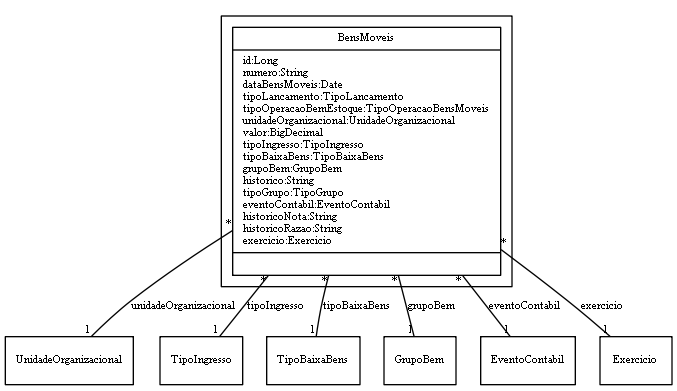 BensMoveis
id:Long
numero:String
dataBensMoveis:Date
tipoLancamento:TipoLancamento
tipoOperacaoBemEstoque:TipoOperacaoBensMoveis
unidadeOrganizacional:UnidadeOrganizacional
valor:BigDecimal
tipoIngresso:TipoIngresso
tipoBaixaBens:TipoBaixaBens
grupoBem:GrupoBem
historico:String
tipoGrupo:TipoGrupo
eventoContabil:EventoContabil
historicoNota:String
historicoRazao:String
exercicio:Exercicio
* *
* * * *
unidadeOrganizacional tipoIngresso tipoBaixaBens grupoBem eventoContabil exercicio
1 1 1 1 1 1
UnidadeOrganizacional TipoIngresso TipoBaixaBens GrupoBem EventoContabil Exercicio